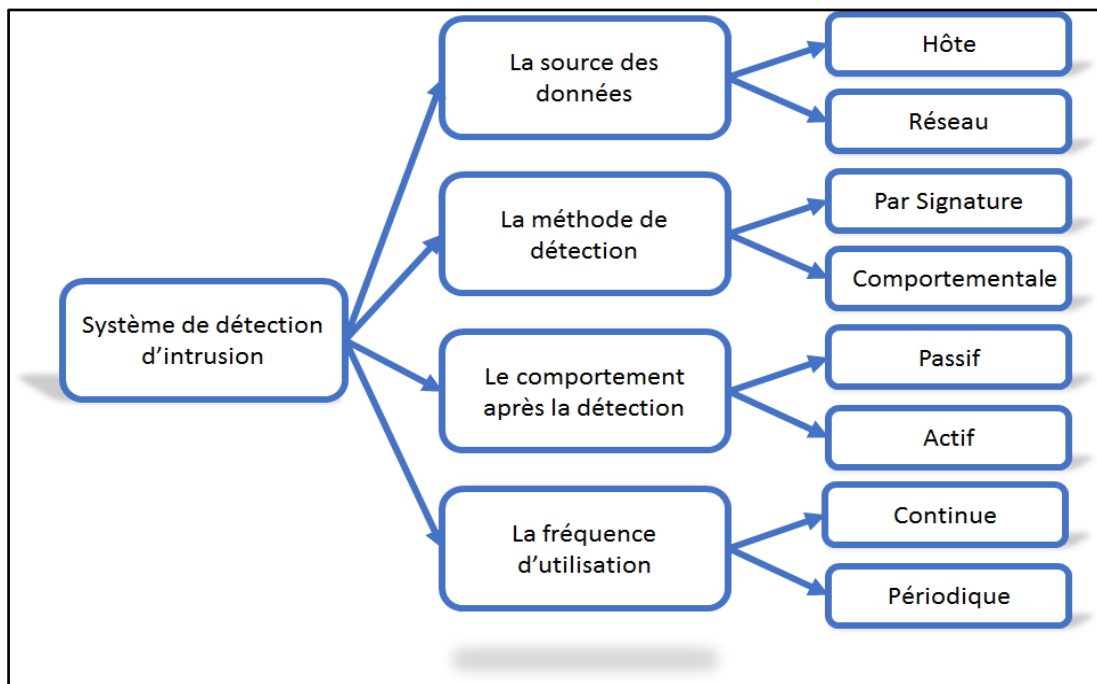 Système de détection
d'intrusion
La source des
données
Hôte
Réseau
La méthode de
détection
Par Signature
Comportementale
Le comportement
après la détection
Passif
Actif
La fréquence
d'utilisation
Continue
Périodique